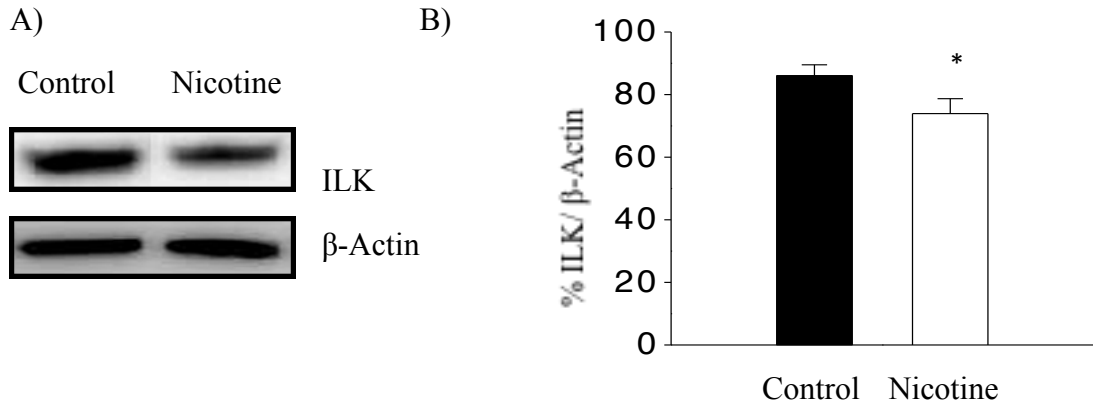 A)
Control Nicotine
ILK
β-Actin
B)
% ILK/ β-Actin
100
80
60
40
20
0
*
Control Nicotine